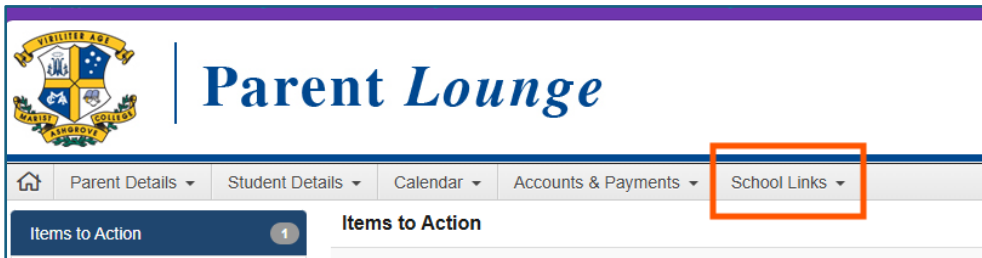 VIRILITER AGE
MARIST COLLEGE
ASHGROVE
Parent Lounge
Parent Details
Student Details
Calendar
Accounts & Payments
School Links
Items to Action
1
Items to Action